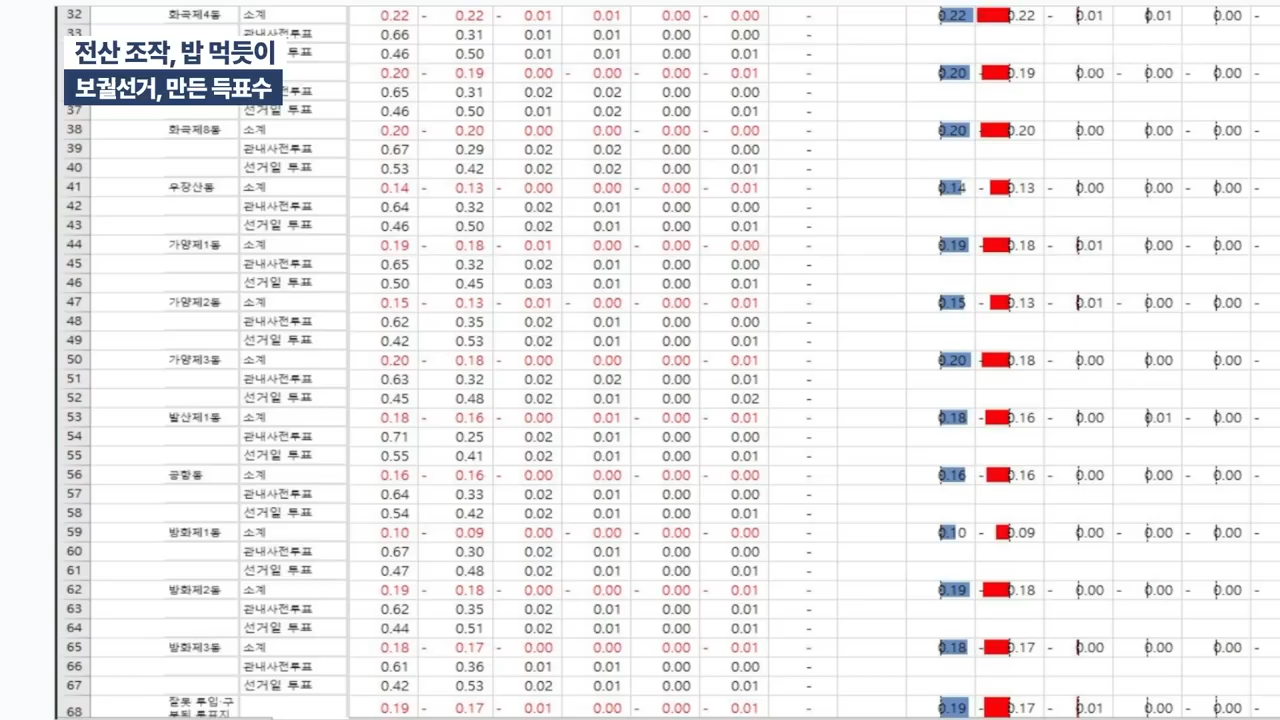 32 화곡제4동 소계 0.22 - 0.22 - 0.01 0.01 0.00 - 0.00 0.22 0.22 - 0.01 0.01 0.00 -
33 관내사전투표 0.66 0.31 0.01 0.01 0.00 0.00 -
전산 조작, 밥 먹듯이
투표 0.46 0.50 0.01 0.01 0.00 0.00 -
0.20 - 0.19 - 0.00 - 0.00 - 0.00 - 0.01 0.20 - 0.19 - 0.00 - 0.00 - 0.00 -
보궐선거, 만든 득표수
전투표 0.65 0.31 0.02 0.02 0.00 0.00 -
37 선거일 투표 0.46 0.50 0.01 0.02 0.00 0.01 -
38 화곡제8동 소계 0.20 - 0.20 - 0.00 0.00 - 0.00 - 0.00 0.20 - 0.20 - 0.00 0.00 - 0.00 -
39 관내사전투표 0.67 0.29 0.02 0.02 0.00 0.00 -
40 선거일 투표 0.53 0.42 0.02 0.02 0.00 0.01 -
41 우장산동 소계 0.14 - 0.13 - 0.00 0.00 - 0.00 - 0.01 0.14 - 0.13 - 0.00 0.00 - 0.00 -
42 관내사전투표 0.64 0.32 0.02 0.01 0.00 0.00 -
43 선거일 투표 0.46 0.50 0.02 0.01 0.00 0.01 -
44 가양제1동 소계 0.19 - 0.18 - 0.01 0.00 - 0.00 - 0.00 0.19 - 0.18 - 0.01 0.00 - 0.00 -
45 관내사전투표 0.65 0.32 0.02 0.01 0.00 0.00 -
46 선거일 투표 0.50 0.45 0.03 0.01 0.00 0.01 -
47 가양제2동 소계 0.15 - 0.13 - 0.01 - 0.00 - 0.00 - 0.01 0.15 - 0.13 - 0.01 - 0.00 - 0.00 -
48 관내사전투표 0.62 0.35 0.02 0.01 0.00 0.00 -
49 선거일 투표 0.42 0.53 0.02 0.01 0.00 0.01 -
50 가양제3동 소계 0.20 - 0.18 - 0.00 0.00 0.00 - 0.01 0.20 - 0.18 - 0.00 0.00 0.00 -
51 관내사전투표 0.63 0.32 0.02 0.02 0.00 0.01 -
52 선거일 투표 0.45 0.48 0.02 0.01 0.00 0.02 -
53 발산제1동 소계 0.18 - 0.16 - 0.00 0.01 - 0.00 - 0.01 0.18 - 0.16 - 0.00 0.01 - 0.00 -
54 관내사전투표 0.71 0.25 0.02 0.01 0.00 0.00 -
55 선거일 투표 0.55 0.41 0.02 0.01 0.00 0.01 -
56 공항동 소계 0.16 - 0.16 - 0.00 0.00 - 0.00 - 0.00 0.16 - 0.16 - 0.00 0.00 - 0.00 -
57 관내사전투표 0.64 0.33 0.02 0.01 0.00 0.00 -
58 선거일 투표 0.54 0.42 0.02 0.01 0.00 0.01 -
59 방화제1동 소계 0.10 - 0.09 - 0.00 - 0.00 - 0.00 - 0.00 0.10 - 0.09 - 0.00 - 0.00 - 0.00 -
60 관내사전투표 0.67 0.30 0.02 0.01 0.00 0.00 -
61 선거일 투표 0.47 0.48 0.02 0.01 0.00 0.01 -
62 방화제2동 소계 0.19 - 0.18 - 0.00 - 0.00 - 0.00 - 0.01 0.19 - 0.18 - 0.00 - 0.00 - 0.00 -
63 관내사전투표 0.62 0.35 0.02 0.01 0.00 0.01 -
64 선거일 투표 0.44 0.51 0.02 0.01 0.00 0.01 -
65 방화제3동 소계 0.18 - 0.17 - 0.00 0.00 - 0.00 - 0.01 0.18 - 0.17 - 0.00 0.00 - 0.00 -
66 관내사전투표 0.61 0.36 0.01 0.01 0.00 0.00 -
67 선거일 투표 0.42 0.53 0.02 0.01 0.00 0.01 -
잘못 투입·구
68 분된 투표지 0.19 - 0.17 - 0.01 0.00 - 0.00 - 0.01 0.19 - 0.17 - 0.01 0.00 - 0.00 -